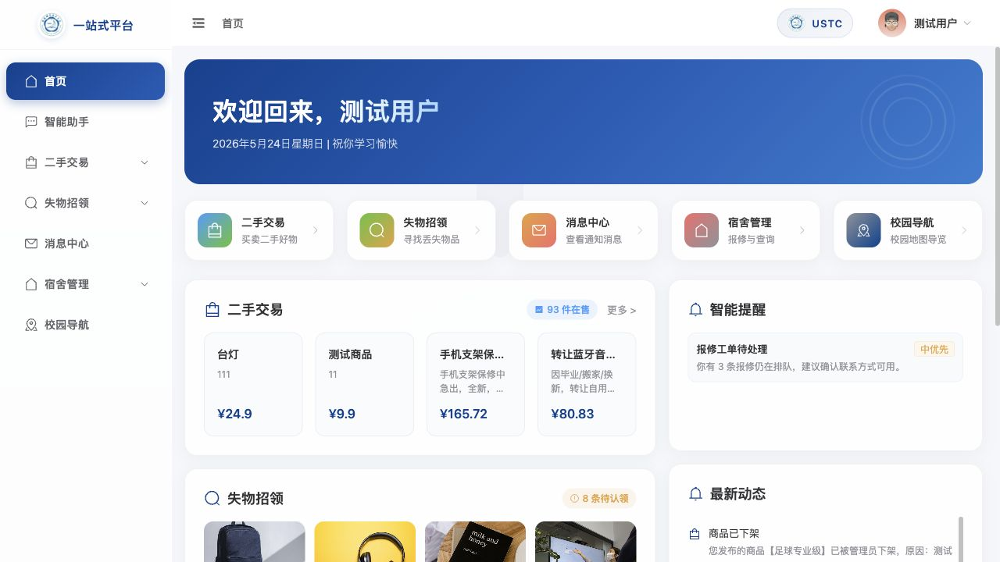 一站式平台
首页
USTC
测试用户
首页
智能助手
二手交易
失物招领
消息中心
宿舍管理
校园导航
欢迎回来，测试用户
2026年5月24日星期日 | 祝你学习愉快
二手交易
买卖二手好物
失物招领
寻找丢失物品
消息中心
查看通知消息
宿舍管理
报修与查询
校园导航
校园地图导览
二手交易
93 件在售
更多 >
台灯
111
¥24.9
测试商品
11
¥9.9
手机支架保...
手机支架保修中
急出，全新，...
¥165.72
转让蓝牙音...
因毕业/搬家/换
新，转让自用...
¥80.83
智能提醒
报修工单待处理
中优先
你有 3 条报修仍在排队，建议确认联系方式可用。
失物招领
8 条待认领
milk and
honey
最新动态
商品已下架
您发布的商品【足球专业级】已被管理员下架，原因：测试